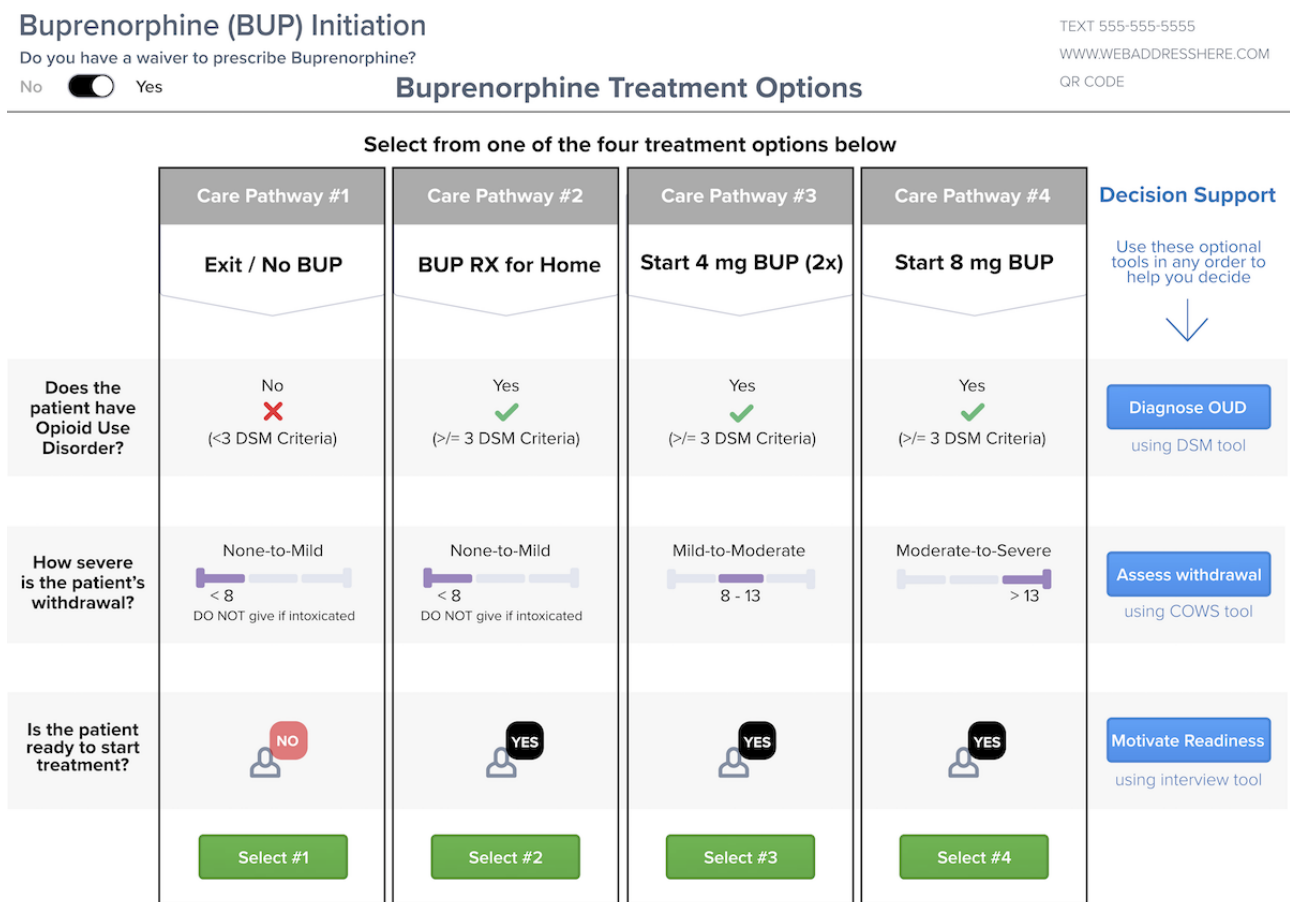 Buprenorphine (BUP) Initiation
Do you have a waiver to prescribe Buprenorphine?
No Yes
Buprenorphine Treatment Options
TEXT 555-555-5555
WWW.WEBADDRESSHERE.COM
QR CODE
Select from one of the four treatment options below
Care Pathway #1
Care Pathway #2
Care Pathway #3
Care Pathway #4
Decision Support
Exit / No BUP
BUP RX for Home
Start 4 mg BUP (2x)
Start 8 mg BUP
Use these optional
tools in any order to
help you decide
Does the
patient have
Opioid Use
Disorder?
No
(<3 DSM Criteria)
Yes
(>/= 3 DSM Criteria)
Yes
(>/= 3 DSM Criteria)
Yes
(>/= 3 DSM Criteria)
Diagnose OUD
using DSM tool
How severe
is the patient's
withdrawal?
None-to-Mild
< 8
DO NOT give if intoxicated
None-to-Mild
< 8
DO NOT give if intoxicated
Mild-to-Moderate
8 - 13
Moderate-to-Severe
> 13
Assess withdrawal
using COWS tool
Is the patient
ready to start
treatment?
NO
YES
YES
YES
Motivate Readiness
using interview tool
Select #1
Select #2
Select #3
Select #4